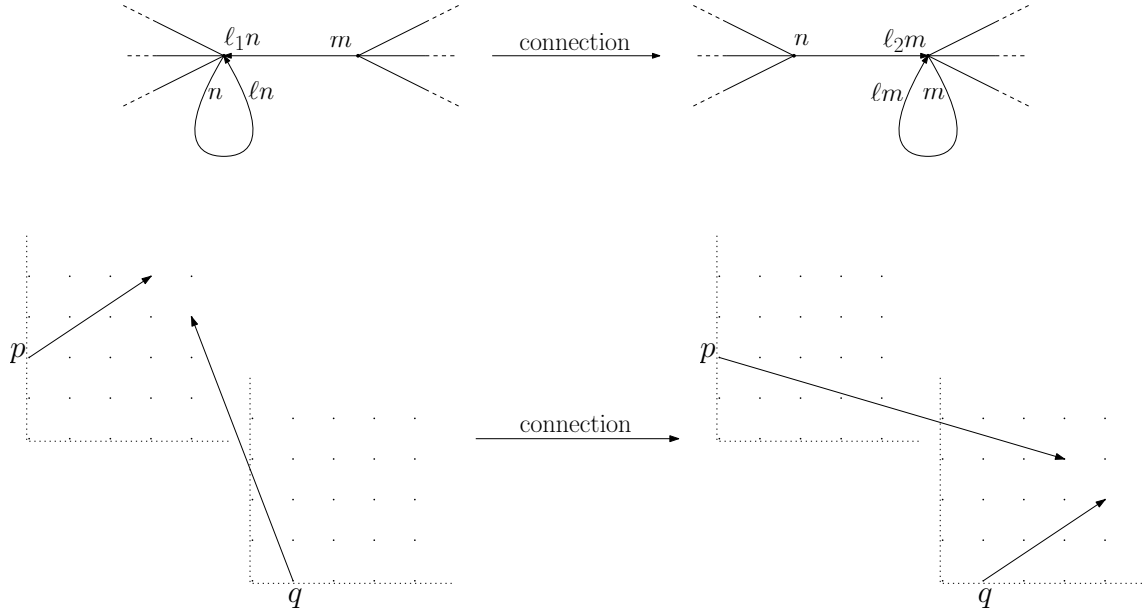 ℓ₁n m connection n ℓ₂m
n ℓn ℓm m
p p
connection
q q